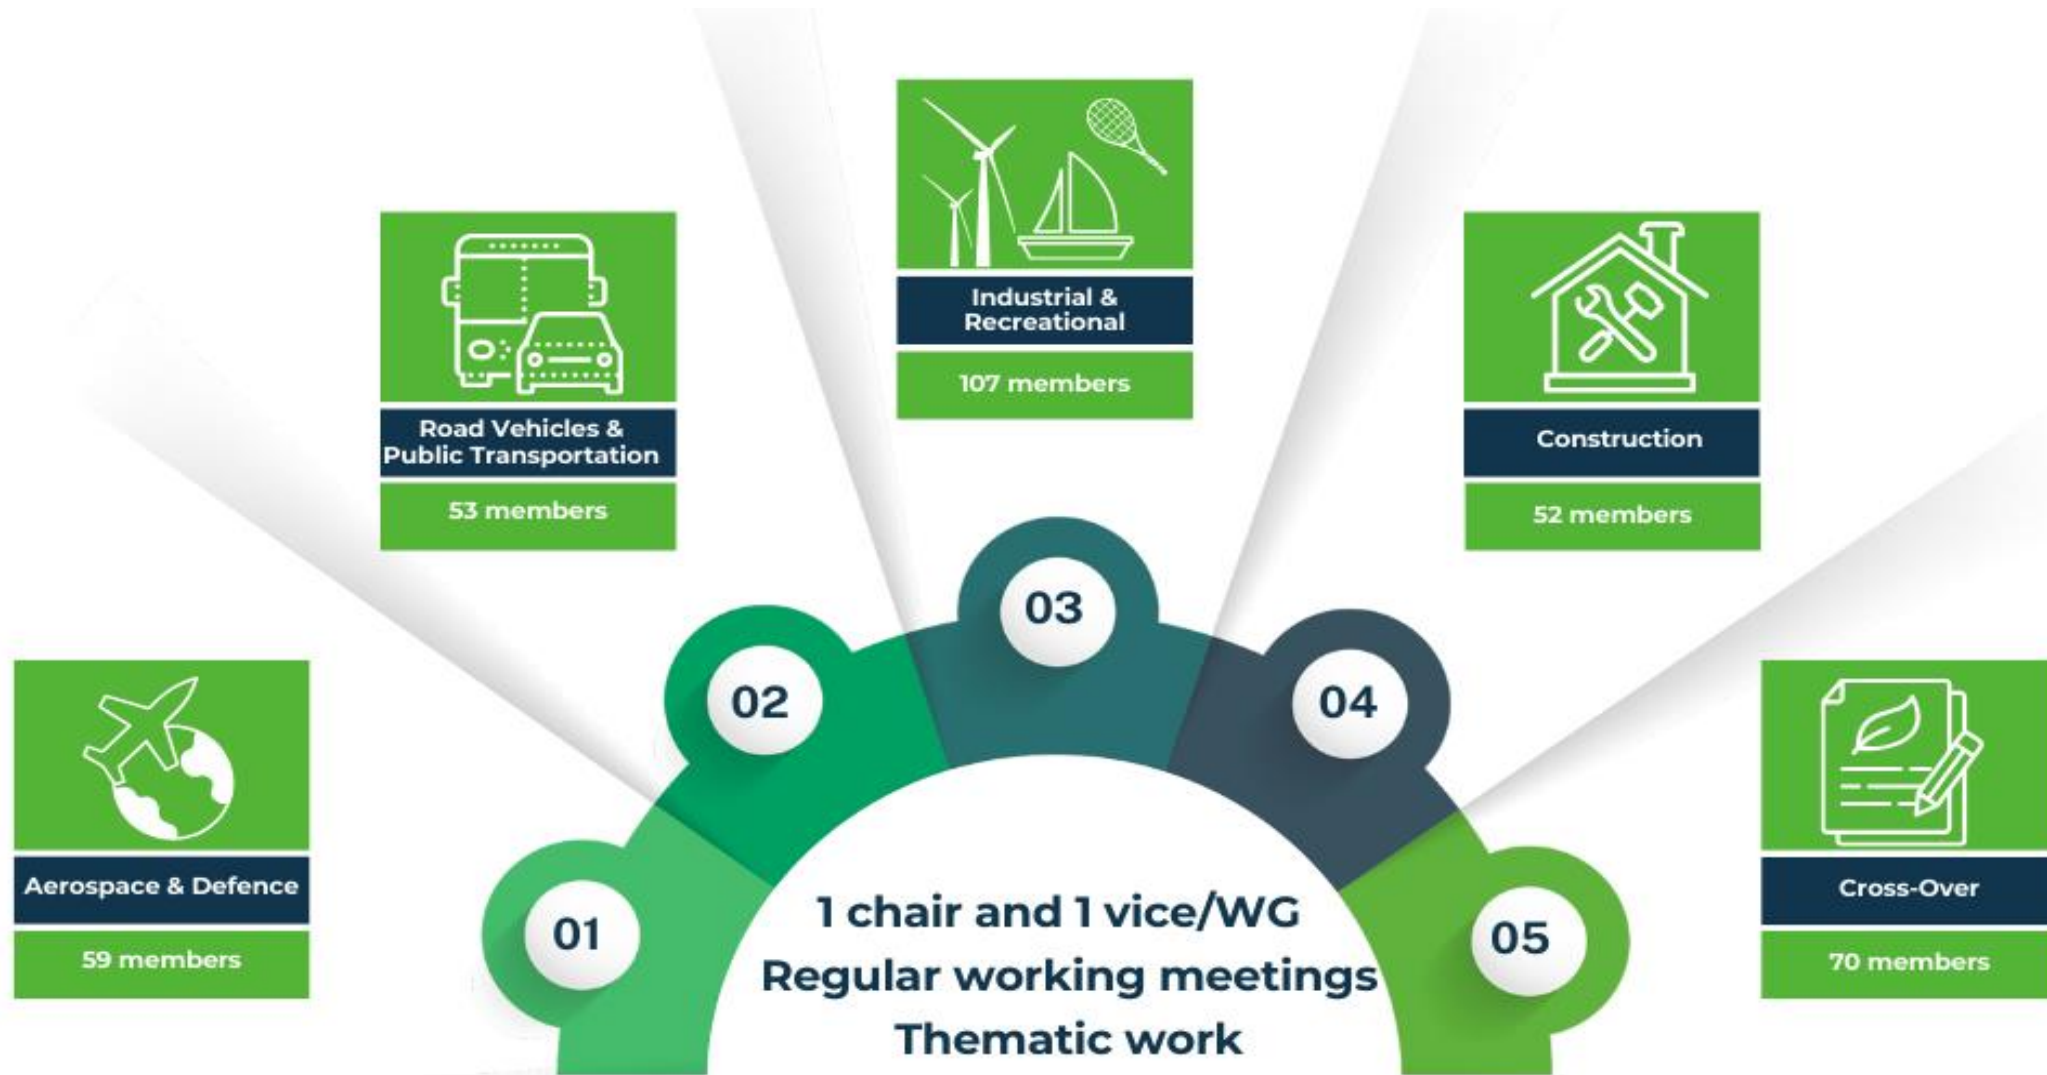 Industrial &
Recreational
107 members
Road Vehicles &
Public Transportation
53 members
Construction
52 members
Aerospace & Defence
59 members
Cross-Over
70 members
01
02
03
04
05
1 chair and 1 vice/WG
Regular working meetings
Thematic work